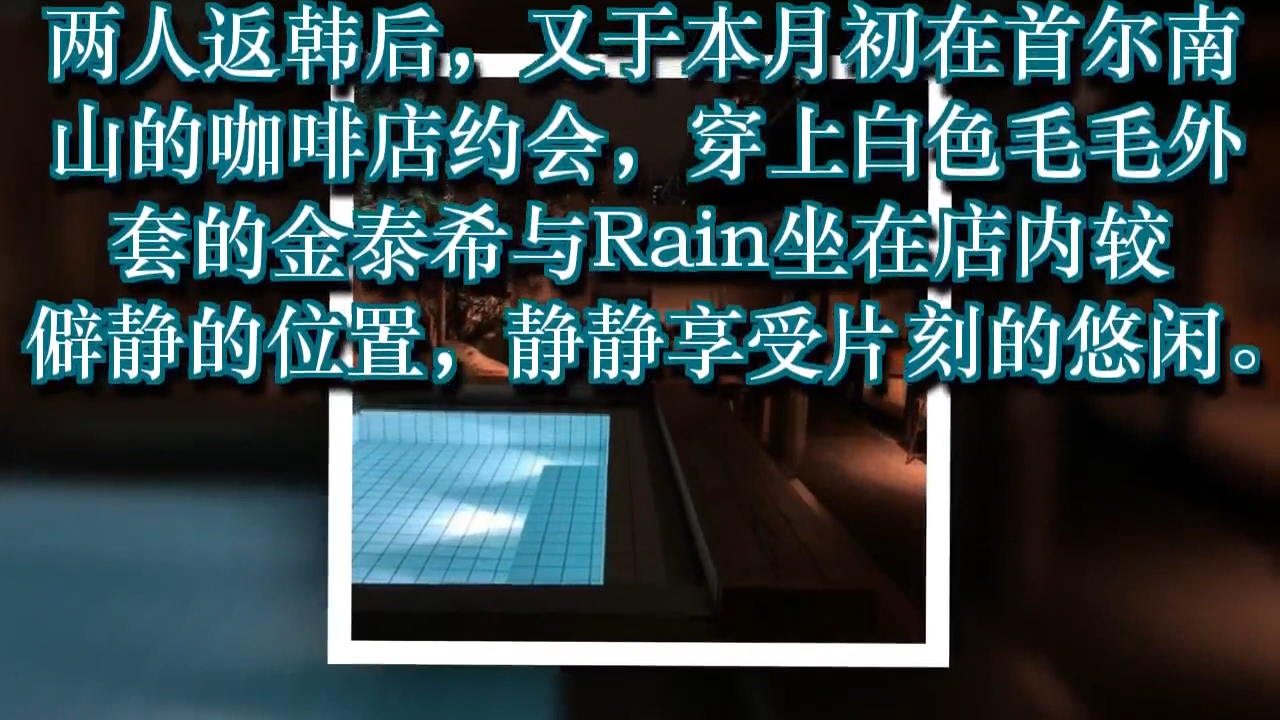 两人返韩后，又于本月初在首尔南
山的咖啡店约会，穿上白色毛毛外
套的金泰希与Rain坐在店内较
僻静的位置，静静享受片刻的悠闲。